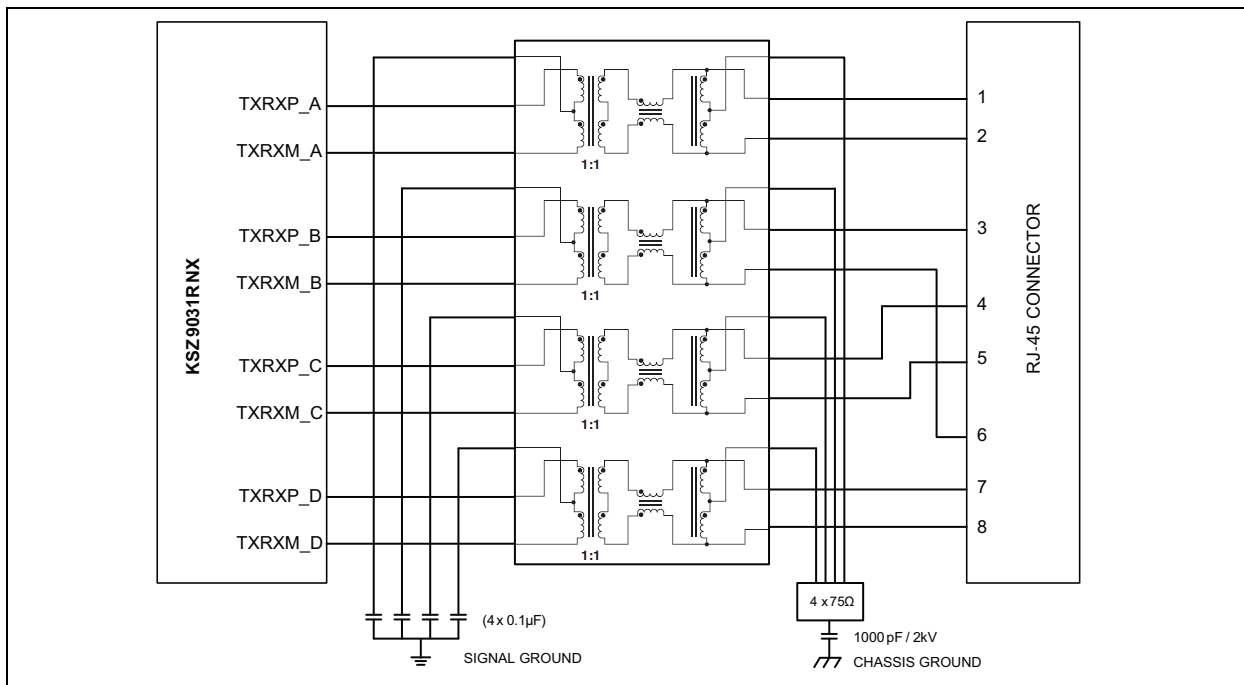 KSZ9031RNX
TXRXP_A
TXRXM_A
TXRXP_B
TXRXM_B
TXRXP_C
TXRXM_C
TXRXP_D
TXRXM_D
1:1
1:1
1:1
1:1
(4 x 0.1µF)
SIGNAL GROUND
4 x 75Ω
1000 pF / 2kV
CHASSIS GROUND
1
2
3
4
5
6
7
8
RJ-45 CONNECTOR